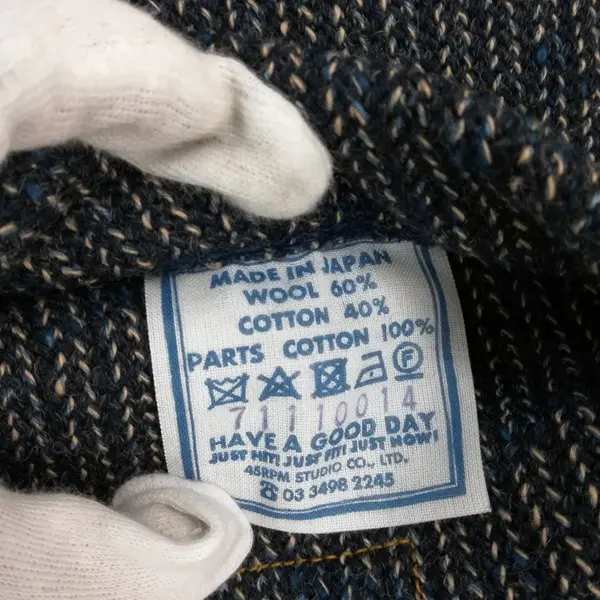 MADE IN JAPAN
WOOL 60%
COTTON 40%
PARTS COTTON 100%
F
71110014
HAVE A GOOD DAY
JUST HIT! JUST FIT! JUST NOW!
45RPM STUDIO CO., LTD.
☎ 03 3498 2245